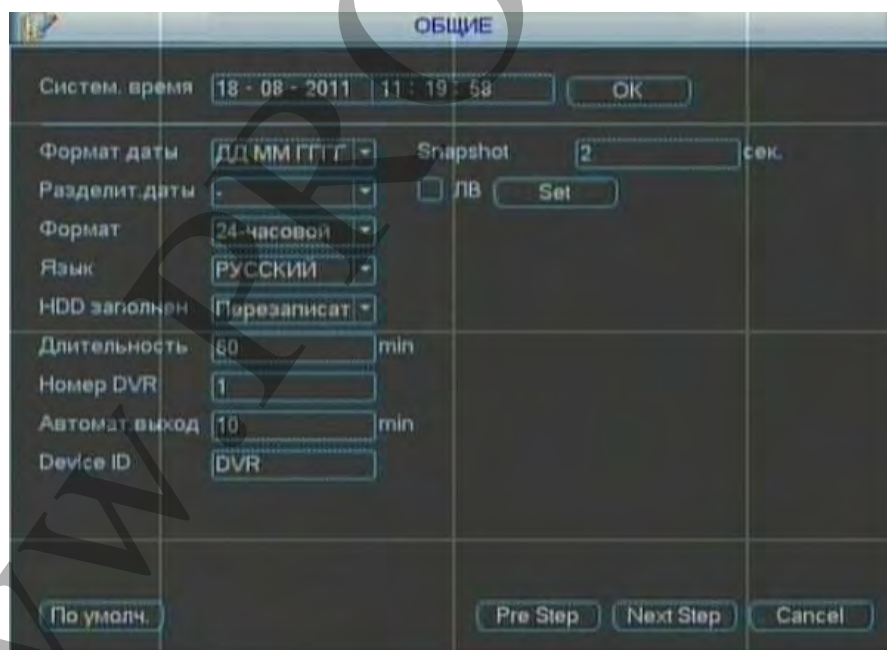 ОБЩИЕ
Систем. время 18 - 08 - 2011 11 : 19 : 58 OK
Формат даты ДД ММ ГГГГ Snapshot 2 сек.
Разделит.даты - ЛВ Set
Формат 24-часовой
Язык РУССКИЙ
HDD заполнен Перезаписат
Длительность 60 min
Номер DVR 1
Автомат.выход 10 min
Device ID DVR
По умолч. Pre Step Next Step Cancel